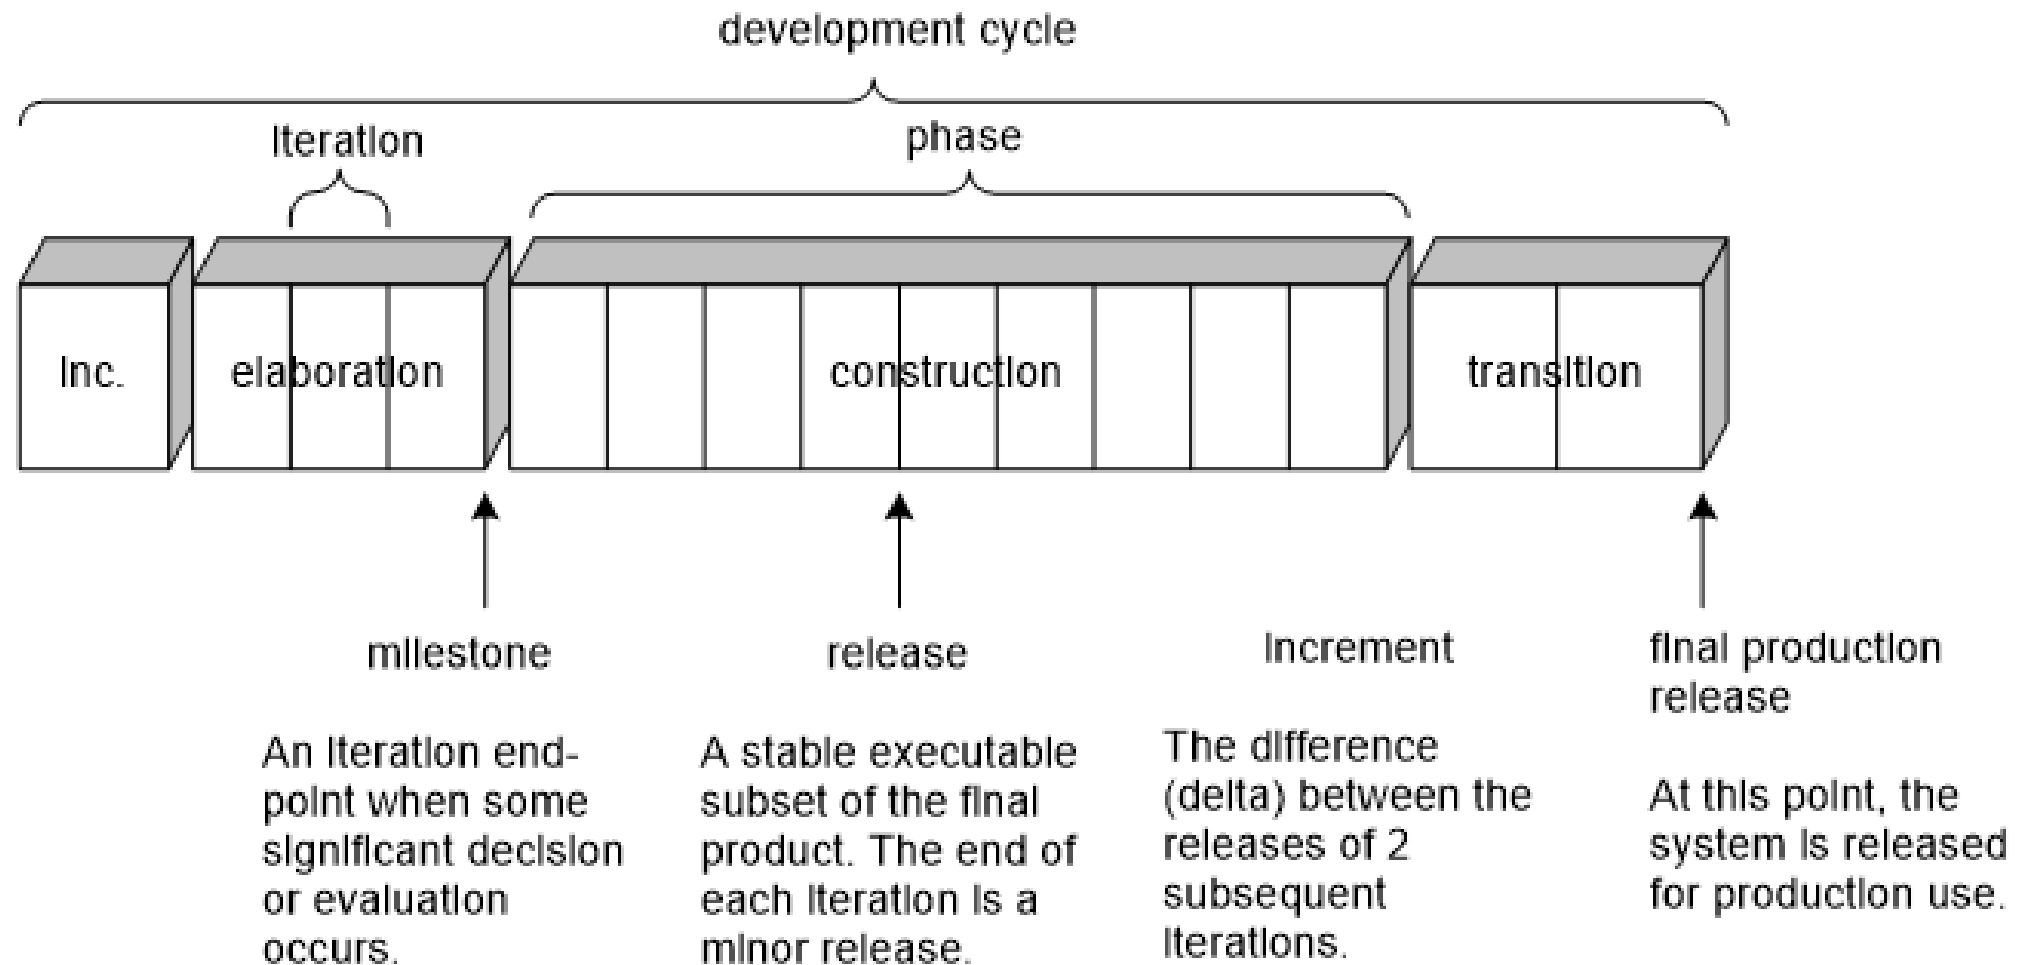 development cycle
iteration
phase
inc.
elaboration
construction
transition
milestone
release
increment
final production
release
An iteration end-
point when some
significant decision
or evaluation
occurs.
A stable executable
subset of the final
product. The end of
each iteration is a
minor release.
The difference
(delta) between the
releases of 2
subsequent
iterations.
At this point, the
system is released
for production use.